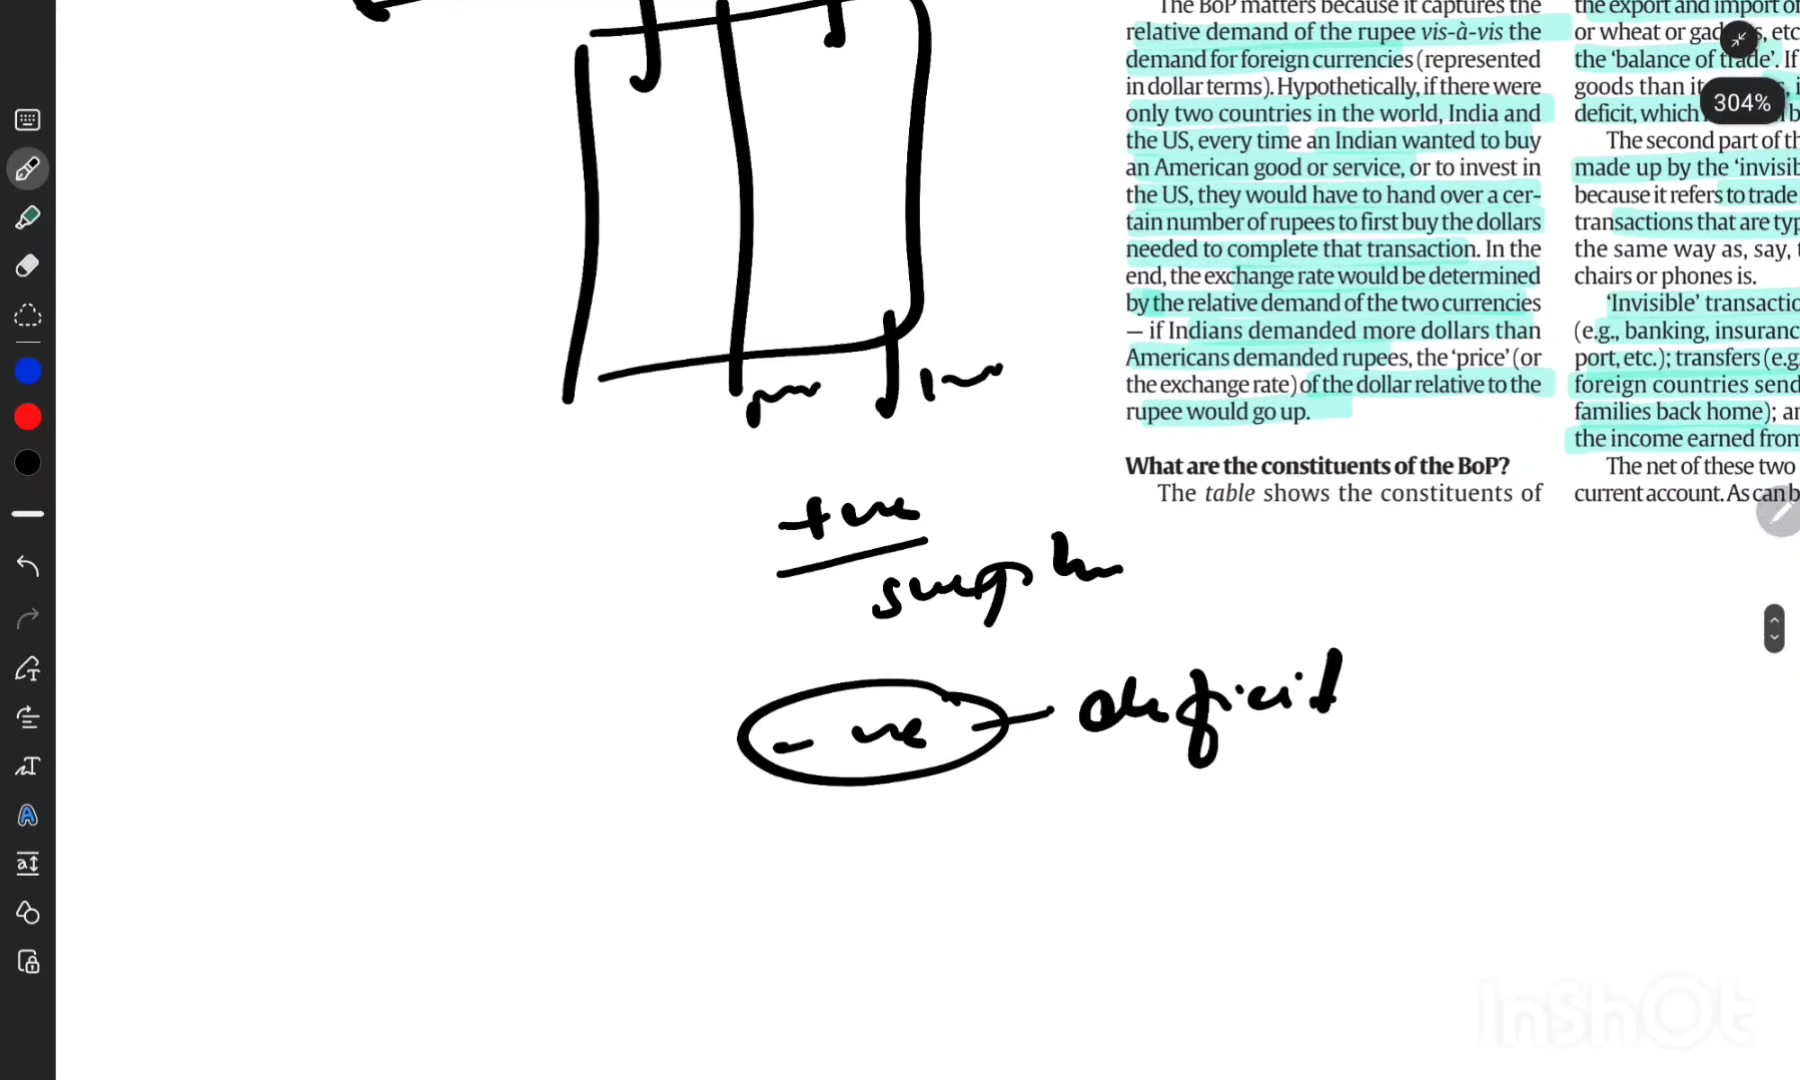 The BoP matters because it captures the
relative demand of the rupee vis-à-vis the
demand for foreign currencies (represented
in dollar terms). Hypothetically, if there were
only two countries in the world, India and
the US, every time an Indian wanted to buy
an American good or service, or to invest in
the US, they would have to hand over a cer-
tain number of rupees to first buy the dollars
needed to complete that transaction. In the
end, the exchange rate would be determined
by the relative demand of the two currencies
— if Indians demanded more dollars than
Americans demanded rupees, the 'price' (or
the exchange rate) of the dollar relative to the
rupee would go up.
What are the constituents of the BoP?
The table shows the constituents of
the export and import of
or wheat or , etc
the 'balance of trade'. If
goods than it
deficit, which
The second part of th
made up by the 'invisib
because it refers to trade
transactions that are typ
the same way as, say, t
chairs or phones is.
'Invisible' transactio
(e.g., banking, insuranc
port, etc.); transfers (e.g.
foreign countries send
families back home); an
the income earned from
The net of these two
current account. As can b
304%
+ve
- ve - deficit
InShOt